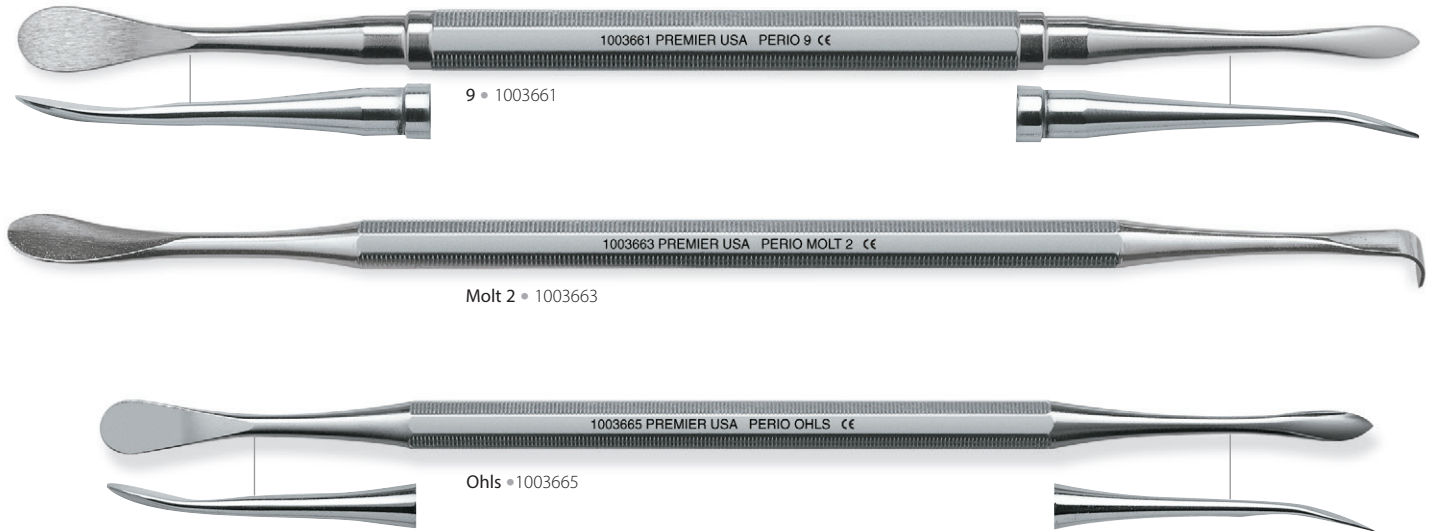 1003661 PREMIER USA PERIO 9 CE
9 • 1003661
1003663 PREMIER USA PERIO MOLT 2 CE
Molt 2 • 1003663
1003665 PREMIER USA PERIO OHLS CE
Ohls •1003665